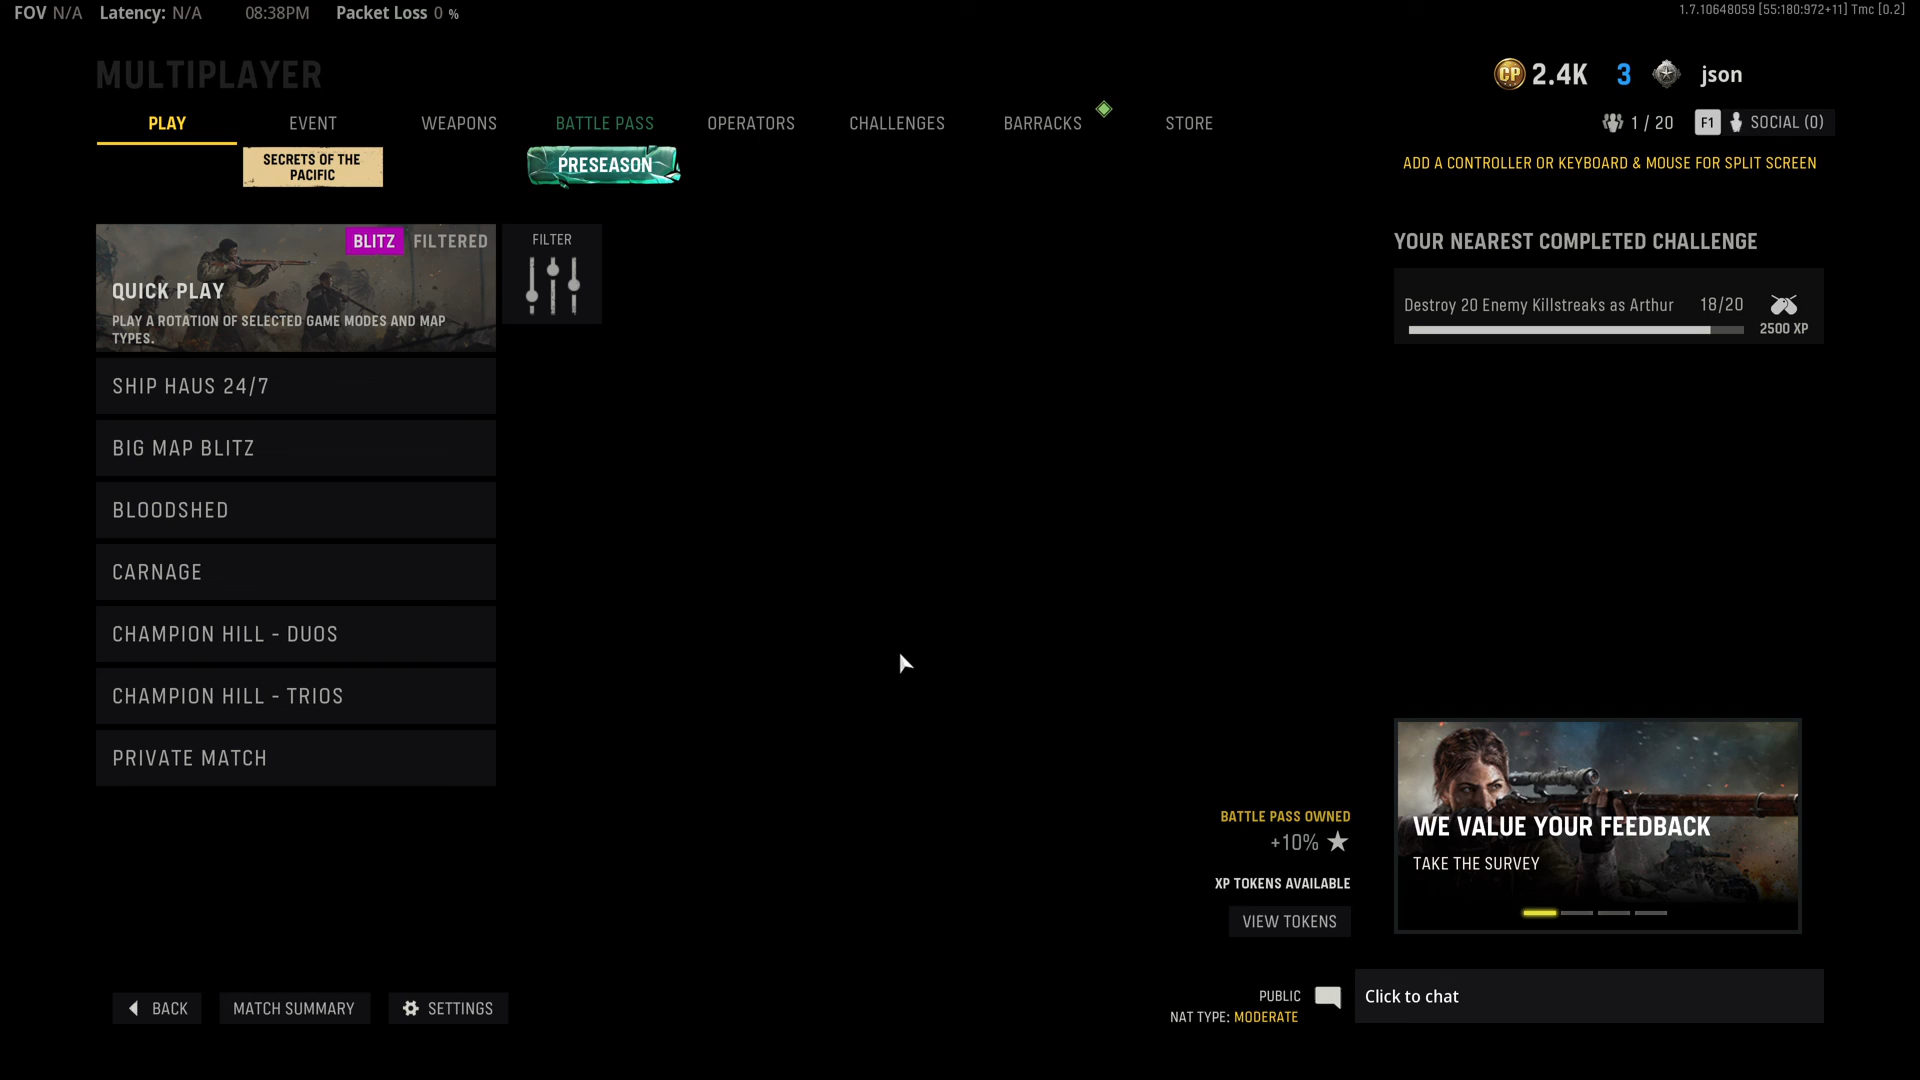 FOV N/A Latency: N/A 08:38PM Packet Loss 0 %
1.7.10648059 [55:180:972+11] Tmc [0.2]
MULTIPLAYER
CP 2.4K 3 json
PLAY EVENT WEAPONS BATTLE PASS OPERATORS CHALLENGES BARRACKS STORE
1 / 20 F1 SOCIAL (0)
SECRETS OF THE
PACIFIC
PRESEASON
ADD A CONTROLLER OR KEYBOARD & MOUSE FOR SPLIT SCREEN
BLITZ FILTERED
QUICK PLAY
PLAY A ROTATION OF SELECTED GAME MODES AND MAP
TYPES.
FILTER
YOUR NEAREST COMPLETED CHALLENGE
Destroy 20 Enemy Killstreaks as Arthur 18/20
2500 XP
SHIP HAUS 24/7
BIG MAP BLITZ
BLOODSHED
CARNAGE
CHAMPION HILL - DUOS
CHAMPION HILL - TRIOS
PRIVATE MATCH
BATTLE PASS OWNED
+10%
XP TOKENS AVAILABLE
VIEW TOKENS
WE VALUE YOUR FEEDBACK
TAKE THE SURVEY
BACK MATCH SUMMARY SETTINGS
PUBLIC
NAT TYPE: MODERATE
Click to chat